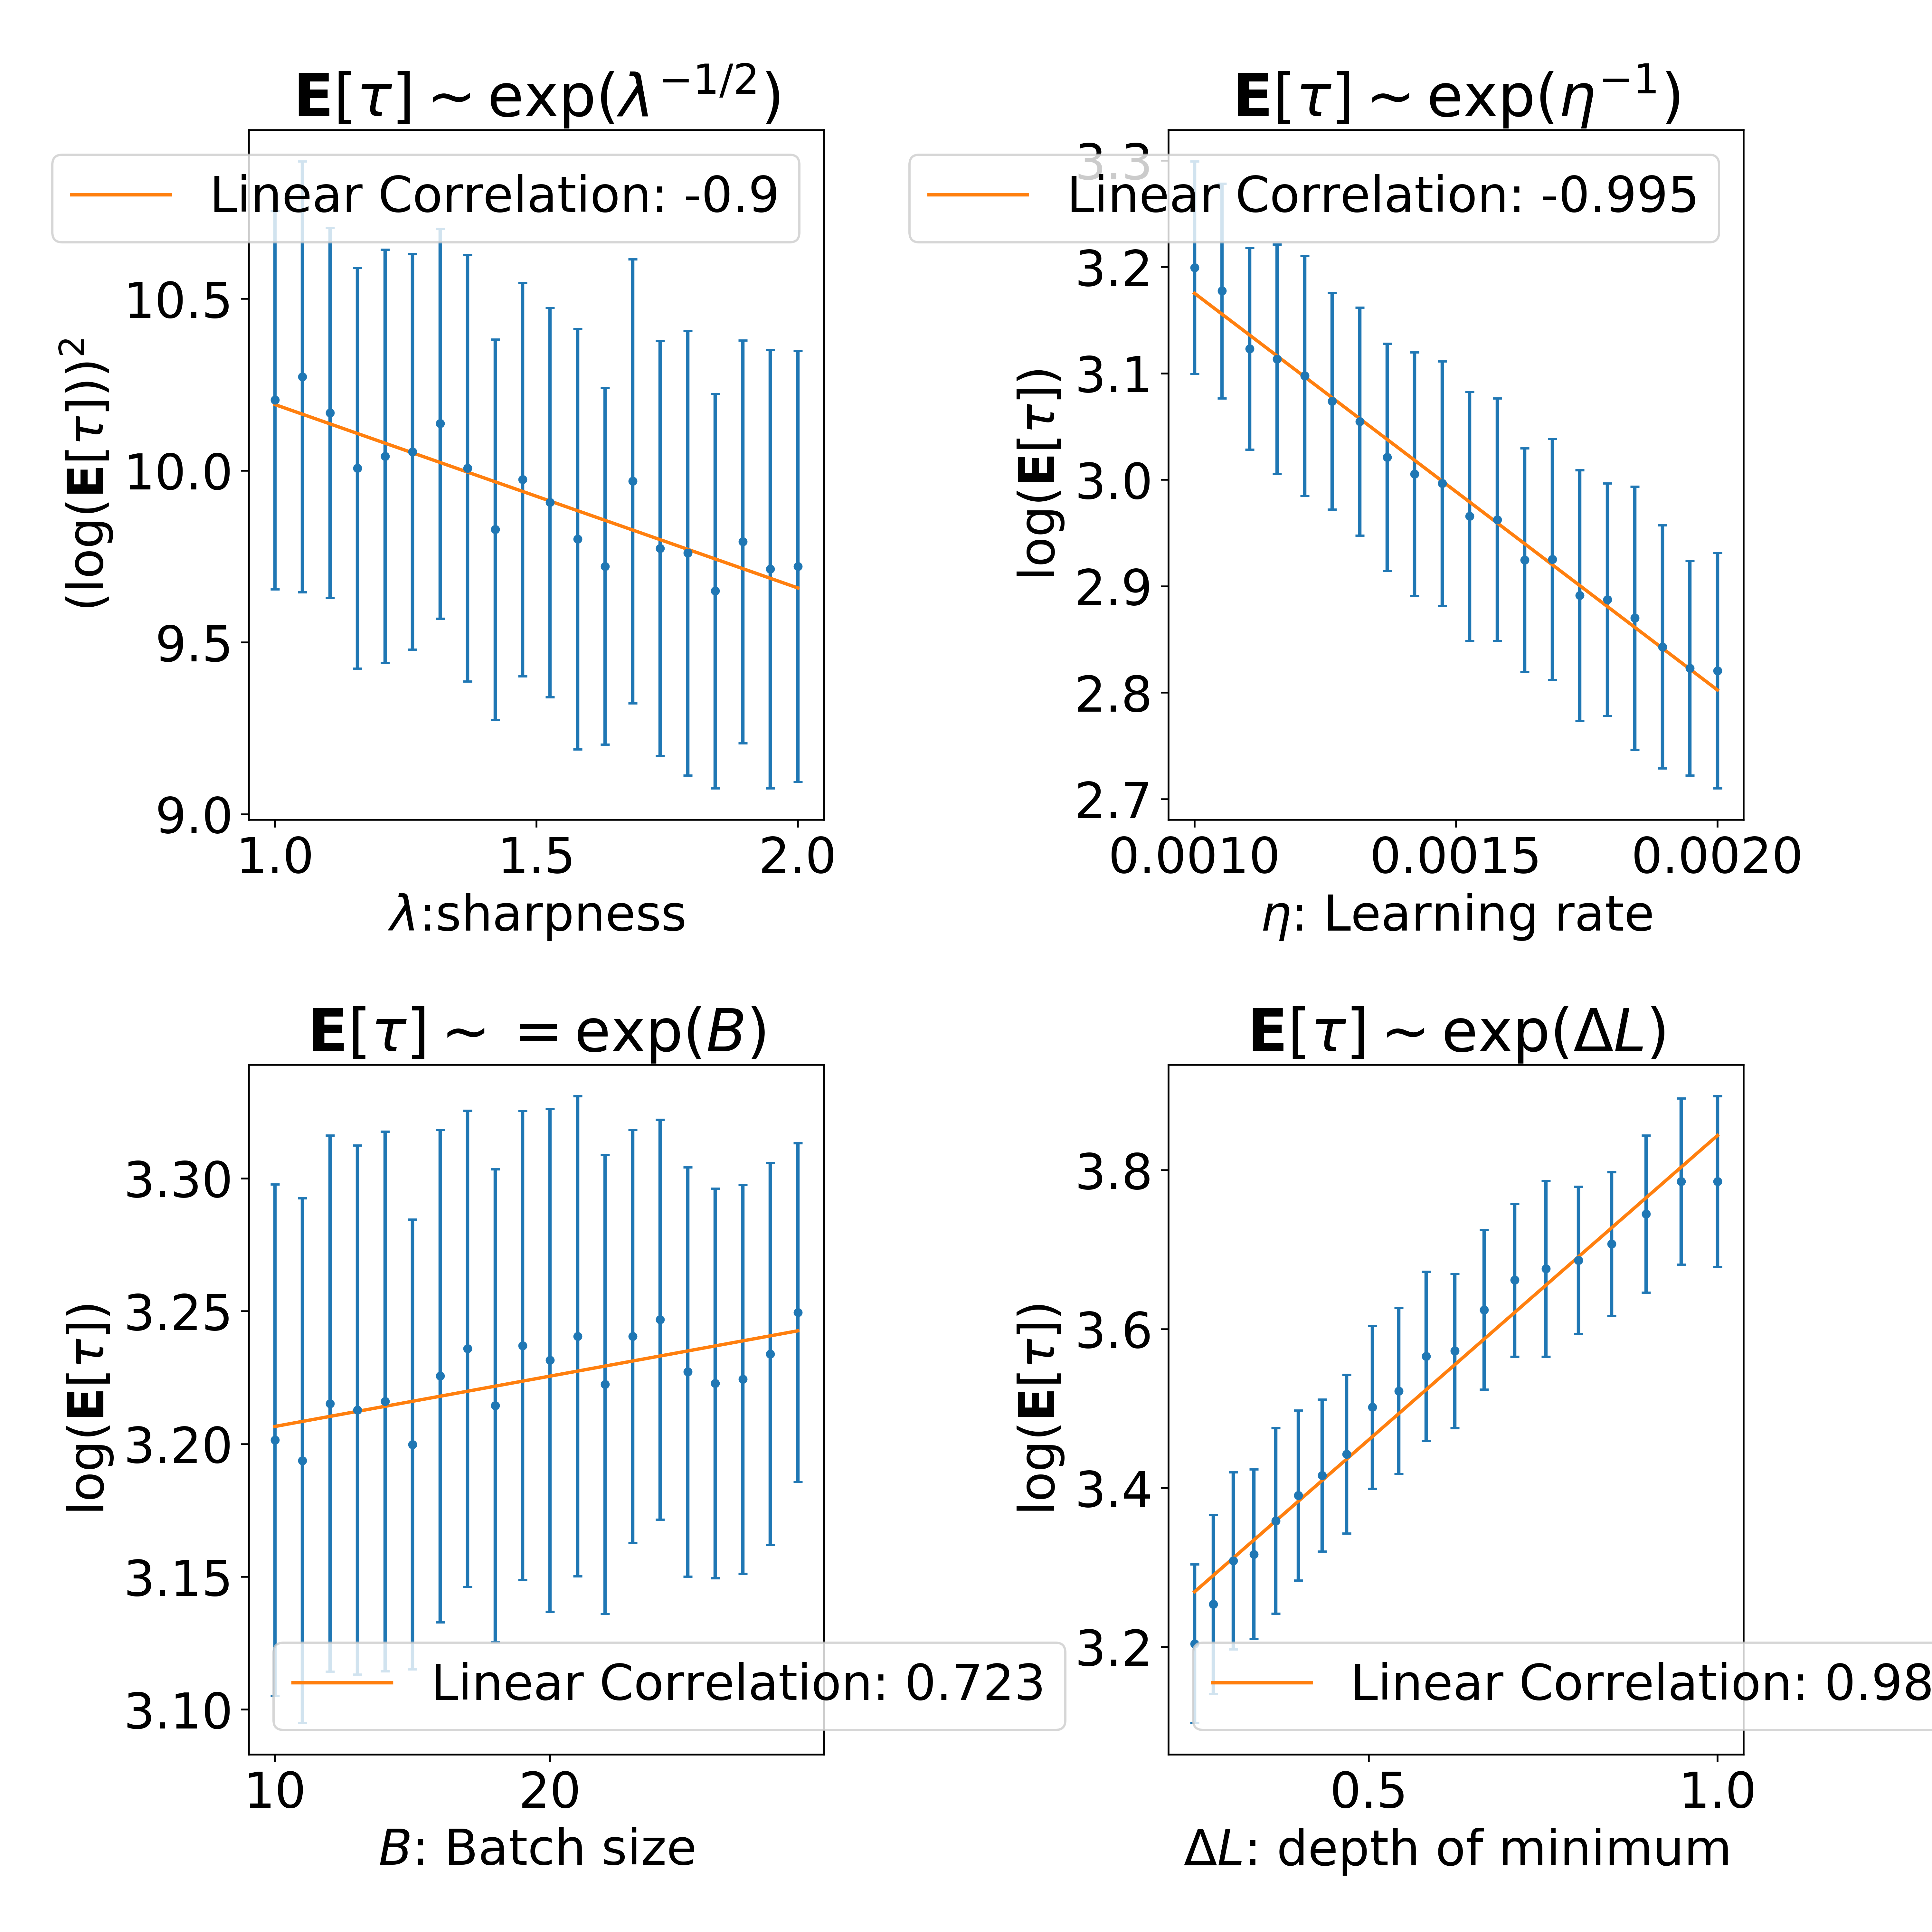 E[τ] ~ exp(λ^{-1/2})
Linear Correlation: -0.9
(log(E[τ]))²
10.5
10.0
9.5
9.0
1.0 1.5 2.0
λ:sharpness
E[τ] ~ exp(η^{-1})
Linear Correlation: -0.995
log(E[τ])
3.3
3.2
3.1
3.0
2.9
2.8
2.7
0.0010 0.0015 0.0020
η: Learning rate
E[τ] ~ = exp(B)
log(E[τ])
3.30
3.25
3.20
3.15
3.10
Linear Correlation: 0.723
10 20
B: Batch size
E[τ] ~ exp(ΔL)
log(E[τ])
3.8
3.6
3.4
3.2
Linear Correlation: 0.98
0.5 1.0
ΔL: depth of minimum